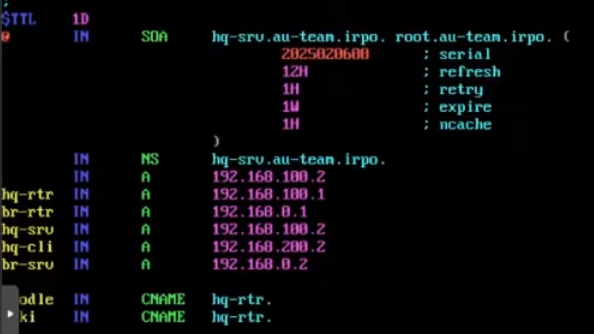 ;
$TTL 1D
@ IN SOA hq-srv.au-team.irpo. root.au-team.irpo. (
2025020600 ; serial
12H ; refresh
1H ; retry
1W ; expire
1H ; ncache
)
IN NS hq-srv.au-team.irpo.
IN A 192.168.100.2
hq-rtr IN A 192.168.100.1
br-rtr IN A 192.168.0.1
hq-srv IN A 192.168.100.2
hq-cli IN A 192.168.200.2
br-srv IN A 192.168.0.2
odle IN CNAME hq-rtr.
ki IN CNAME hq-rtr.